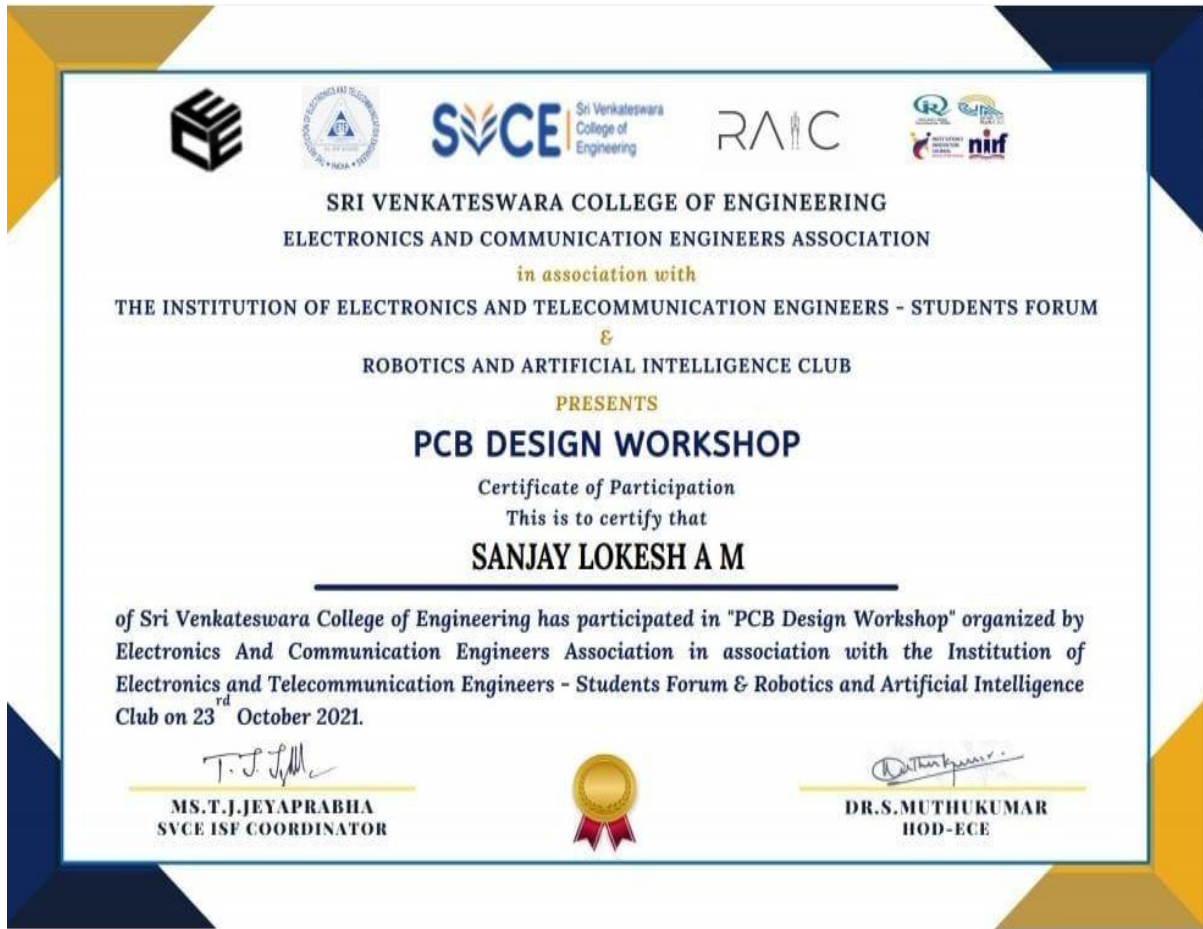 ECE
SVCE Sri Venkateswara
College of
Engineering
RAIC
nirf
SRI VENKATESWARA COLLEGE OF ENGINEERING
ELECTRONICS AND COMMUNICATION ENGINEERS ASSOCIATION
in association with
THE INSTITUTION OF ELECTRONICS AND TELECOMMUNICATION ENGINEERS - STUDENTS FORUM
&
ROBOTICS AND ARTIFICIAL INTELLIGENCE CLUB
PRESENTS
PCB DESIGN WORKSHOP
Certificate of Participation
This is to certify that
SANJAY LOKESH A M
of Sri Venkateswara College of Engineering has participated in "PCB Design Workshop" organized by
Electronics And Communication Engineers Association in association with the Institution of
Electronics and Telecommunication Engineers - Students Forum & Robotics and Artificial Intelligence
Club on 23rd October 2021.
MS.T.J.JEYAPRABHA
SVCE ISF COORDINATOR
DR.S.MUTHUKUMAR
HOD-ECE